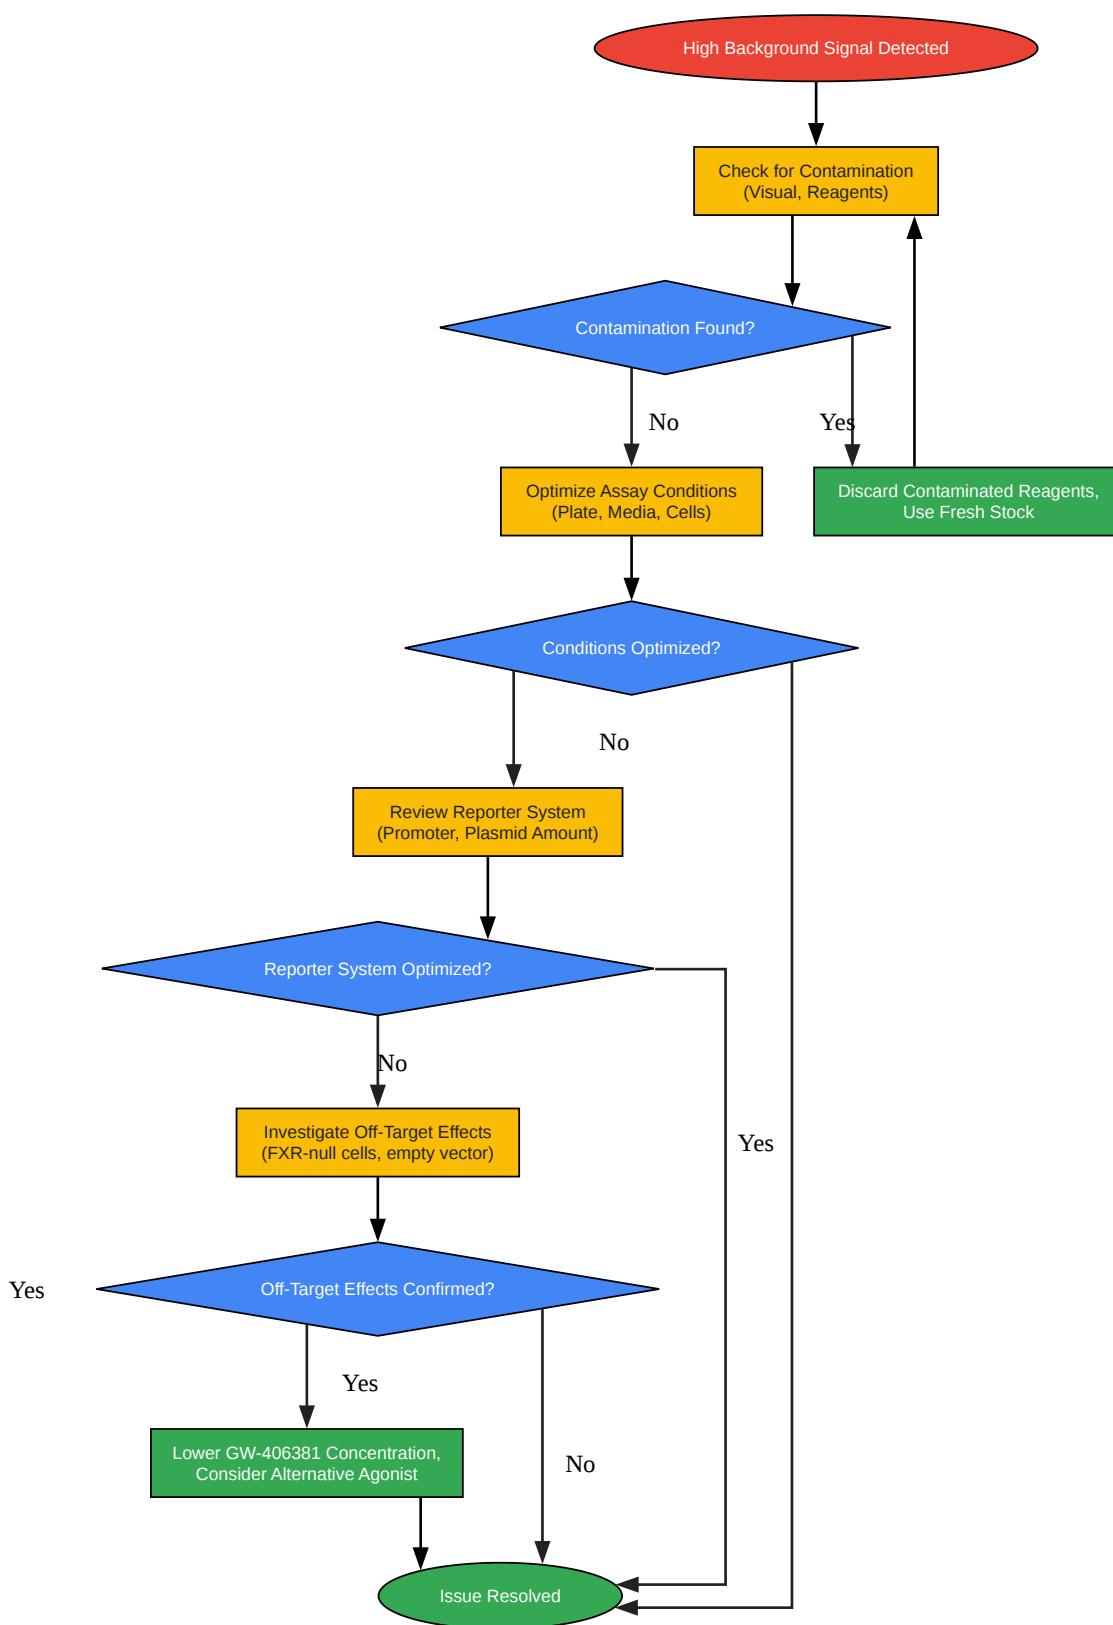 High Background Signal Detected
Check for Contamination
(Visual, Reagents)
Contamination Found?
No
Yes
Optimize Assay Conditions
(Plate, Media, Cells)
Discard Contaminated Reagents,
Use Fresh Stock
Conditions Optimized?
No
Review Reporter System
(Promoter, Plasmid Amount)
Reporter System Optimized?
No
Investigate Off-Target Effects
(FXR-null cells, empty vector)
Yes
Off-Target Effects Confirmed?
Yes
Yes
Lower GW-406381 Concentration,
Consider Alternative Agonist
No
Issue Resolved